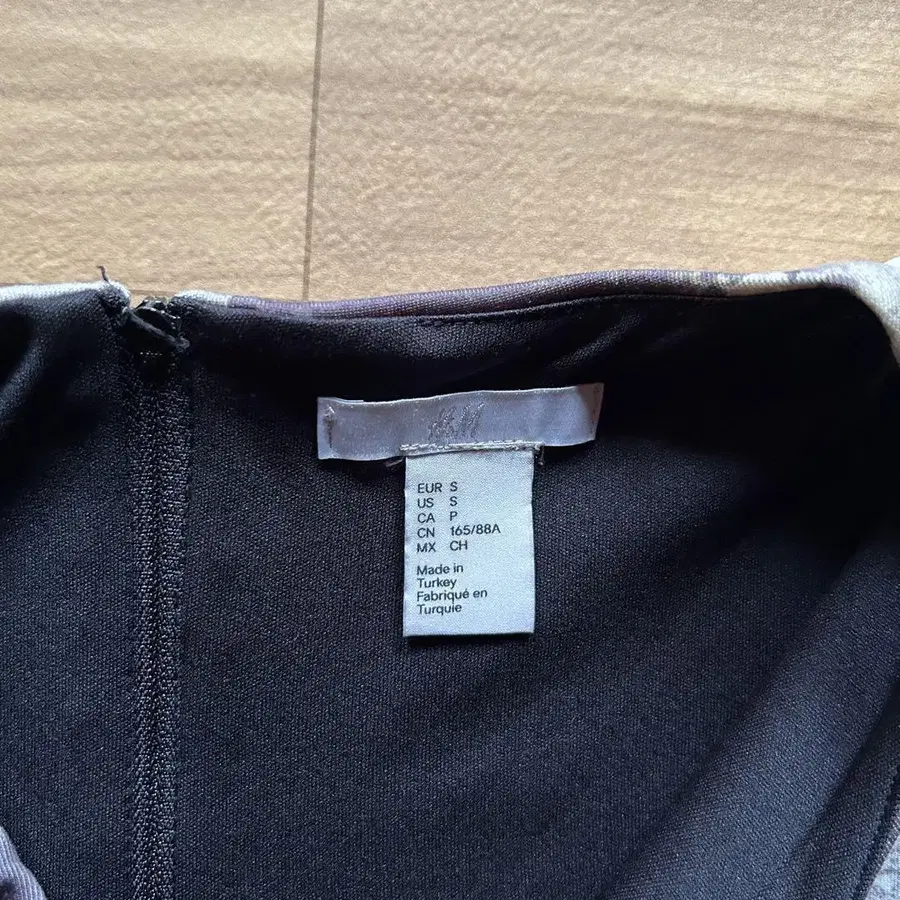 H&M
EUR S
US S
CA P
CN 165/88A
MX CH
Made in
Turkey
Fabriqué en
Turquie